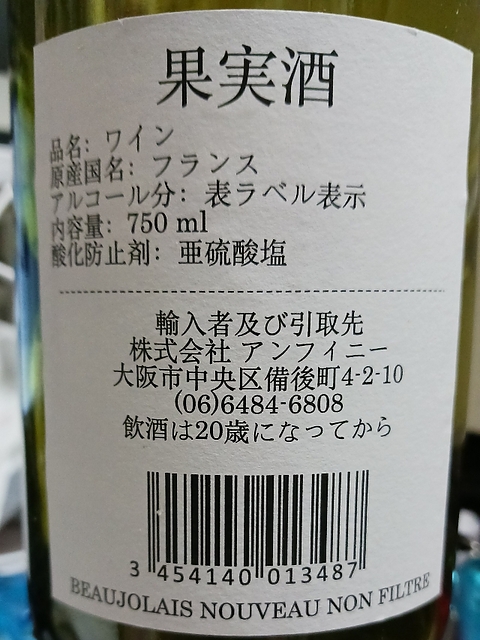 果実酒
品名: ワイン
原産国名: フランス
アルコール分: 表ラベル表示
内容量: 750 ml
酸化防止剤: 亜硫酸塩
輸入者及び引取先
株式会社 アンフィニー
大阪市中央区備後町4-2-10
(06)6484-6808
飲酒は20歳になってから
3 454140 013487
BEAUJOLAIS NOUVEAU NON FILTRE